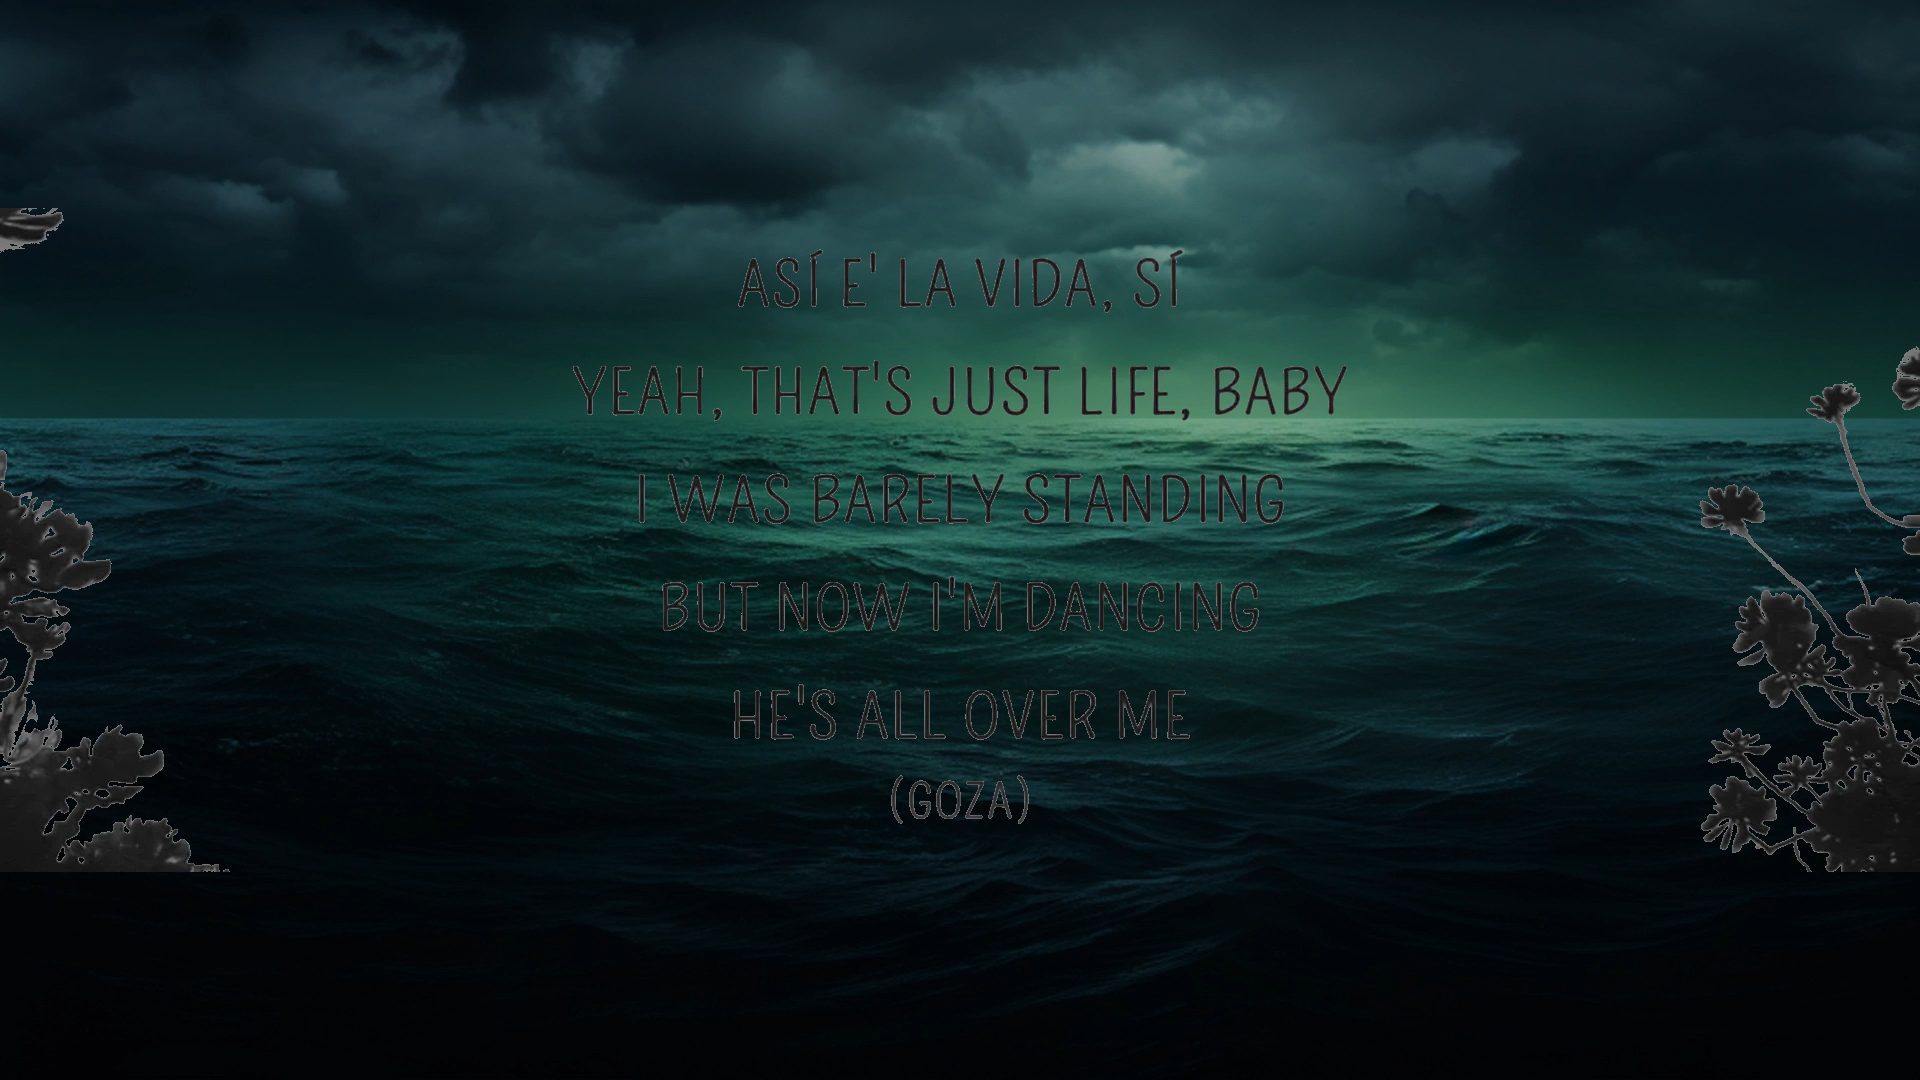 ASÍ E' LA VIDA, SÍ
YEAH, THAT'S JUST LIFE, BABY
I WAS BARELY STANDING
BUT NOW I'M DANCING
HE'S ALL OVER ME
(GOZA)